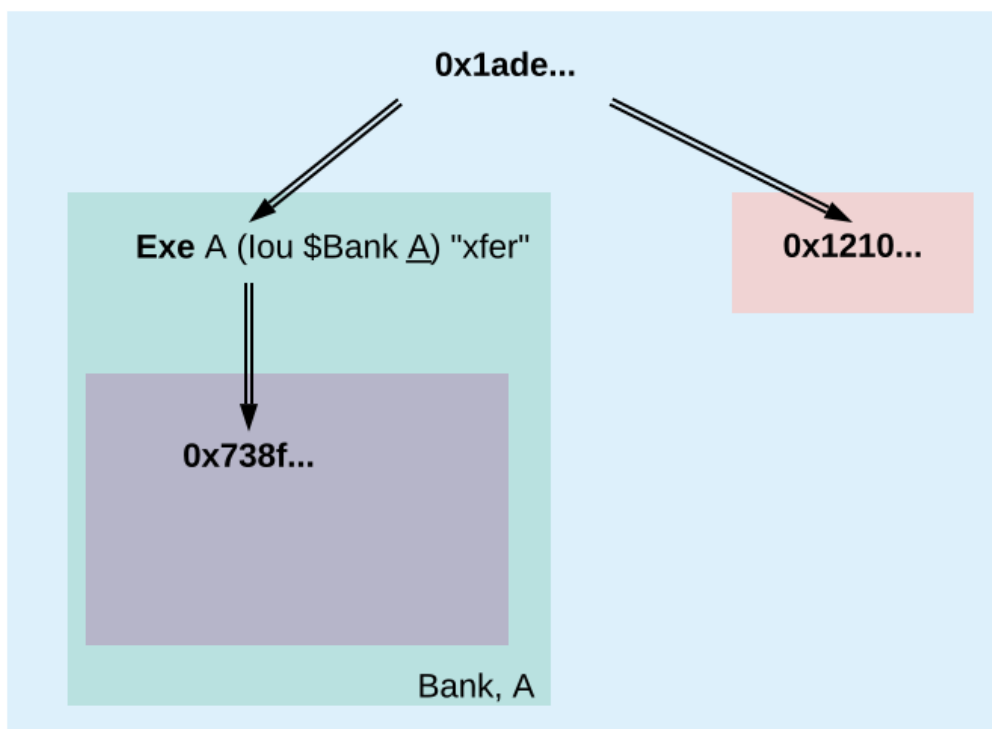 0x1ade...
Exe A (Iou $Bank A) "xfer"
0x1210...
0x738f...
Bank, A